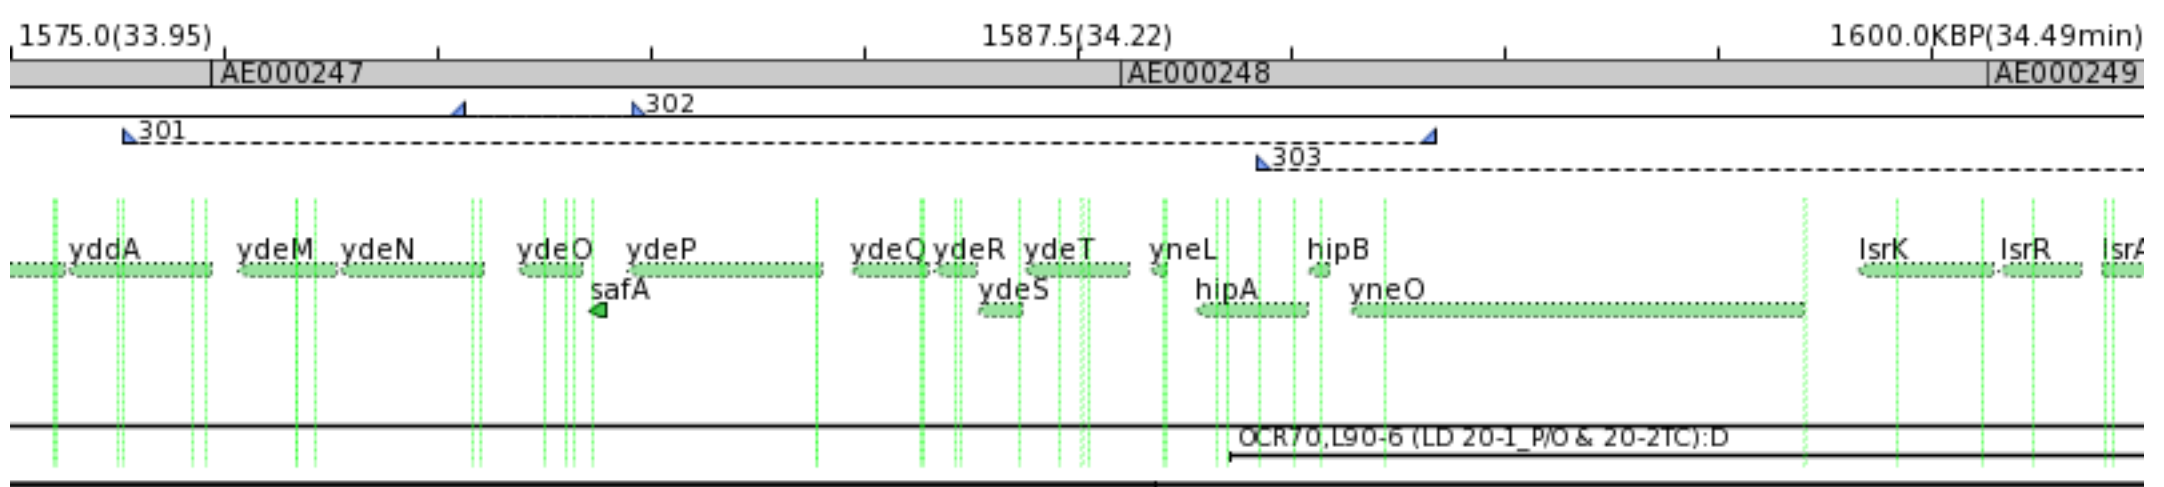 1575.0(33.95) 1587.5(34.22) 1600.0KBP(34.49min)
AE000247 AE000248 AE000249
302
301
303
yddA ydeM ydeN ydeO ydeP ydeQ ydeR ydeT yneL hipB lsrK lsrR lsrA
safA ydeS hipA yneO
OCR70,L90-6 (LD 20-1_P/O & 20-2TC):D